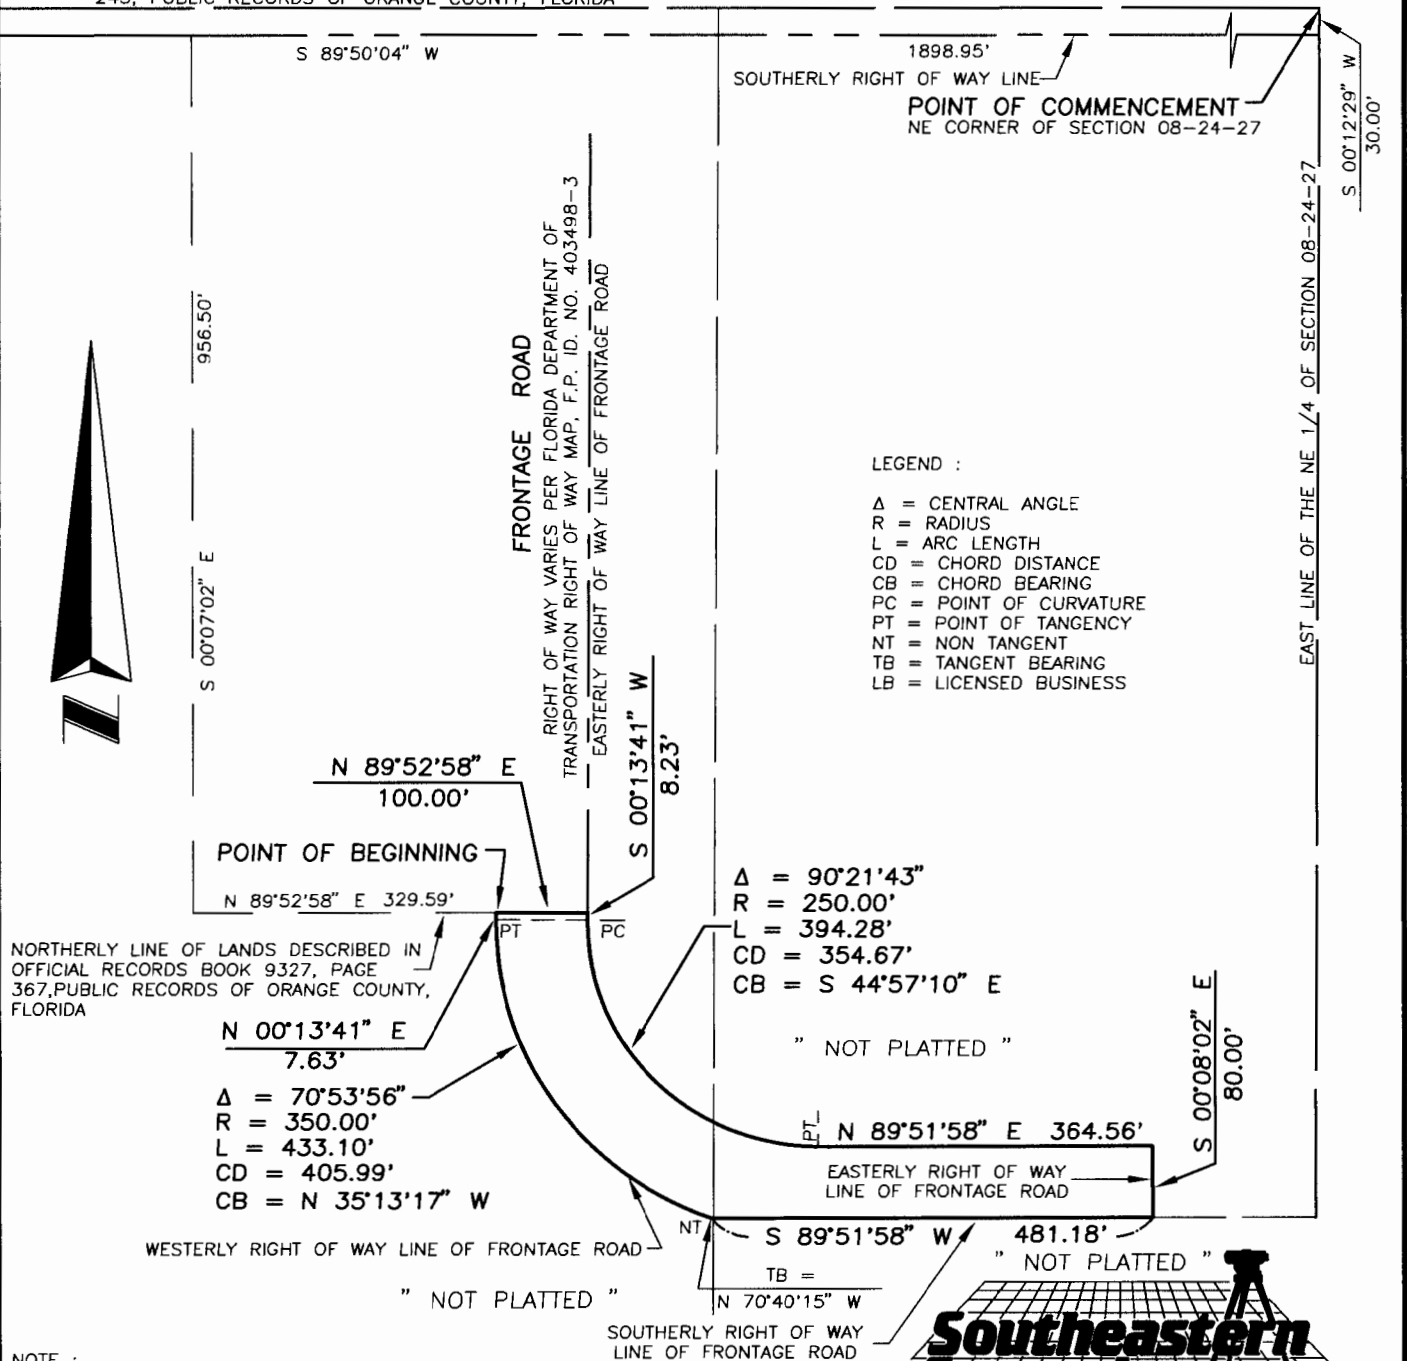 243, PUBLIC RECORDS OF ORANGE COUNTY, FLORIDA
S 89°50'04" W
1898.95'
SOUTHERLY RIGHT OF WAY LINE
POINT OF COMMENCEMENT
NE CORNER OF SECTION 08-24-27
S 00°12'29" W
30.00'
EAST LINE OF THE NE 1/4 OF SECTION 08-24-27
956.50'
S 00°07'02" E
FRONTAGE ROAD
RIGHT OF WAY VARIES PER FLORIDA DEPARTMENT OF
TRANSPORTATION RIGHT OF WAY MAP, F.P. ID. NO. 403498-3
EASTERLY RIGHT OF WAY LINE OF FRONTAGE ROAD
LEGEND :
Δ = CENTRAL ANGLE
R = RADIUS
L = ARC LENGTH
CD = CHORD DISTANCE
CB = CHORD BEARING
PC = POINT OF CURVATURE
PT = POINT OF TANGENCY
NT = NON TANGENT
TB = TANGENT BEARING
LB = LICENSED BUSINESS
N
S 00°13'41" W
8.23'
N 89°52'58" E
100.00'
POINT OF BEGINNING
N 89°52'58" E 329.59'
PT
PC
NORTHERLY LINE OF LANDS DESCRIBED IN
OFFICIAL RECORDS BOOK 9327, PAGE
367,PUBLIC RECORDS OF ORANGE COUNTY,
FLORIDA
Δ = 90°21'43"
R = 250.00'
L = 394.28'
CD = 354.67'
CB = S 44°57'10" E
N 00°13'41" E
7.63'
" NOT PLATTED "
Δ = 70°53'56"
R = 350.00'
L = 433.10'
CD = 405.99'
CB = N 35°13'17" W
S 00°08'02" E
80.00'
PT
N 89°51'58" E 364.56'
EASTERLY RIGHT OF WAY
LINE OF FRONTAGE ROAD
NT
S 89°51'58" W 481.18'
WESTERLY RIGHT OF WAY LINE OF FRONTAGE ROAD
" NOT PLATTED "
TB =
N 70°40'15" W
" NOT PLATTED "
SOUTHERLY RIGHT OF WAY
LINE OF FRONTAGE ROAD
Southeastern
NOTE :